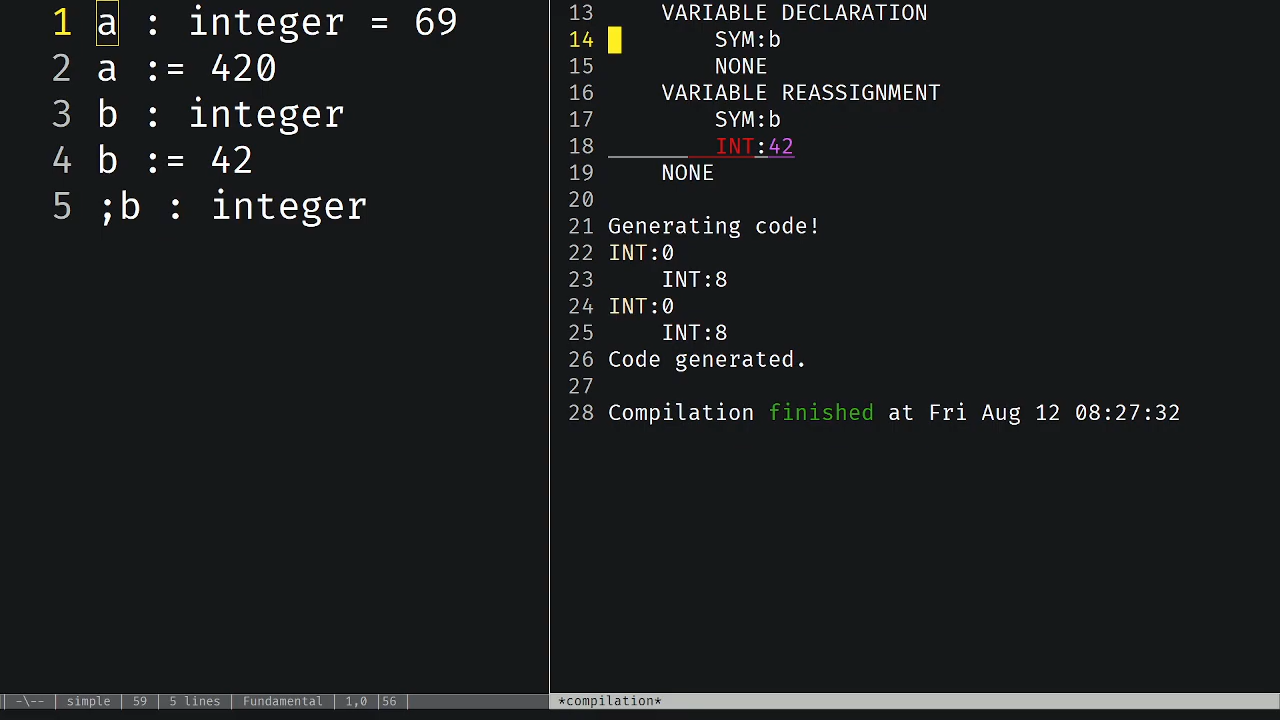 1 a : integer = 69
2 a := 420
3 b : integer
4 b := 42
5 ;b : integer
-\-- simple 59 5 lines Fundamental 1,0 56
13 VARIABLE DECLARATION
14 SYM:b
15 NONE
16 VARIABLE REASSIGNMENT
17 SYM:b
18 INT:42
19 NONE
20
21 Generating code!
22 INT:0
23 INT:8
24 INT:0
25 INT:8
26 Code generated.
27
28 Compilation finished at Fri Aug 12 08:27:32
*compilation*